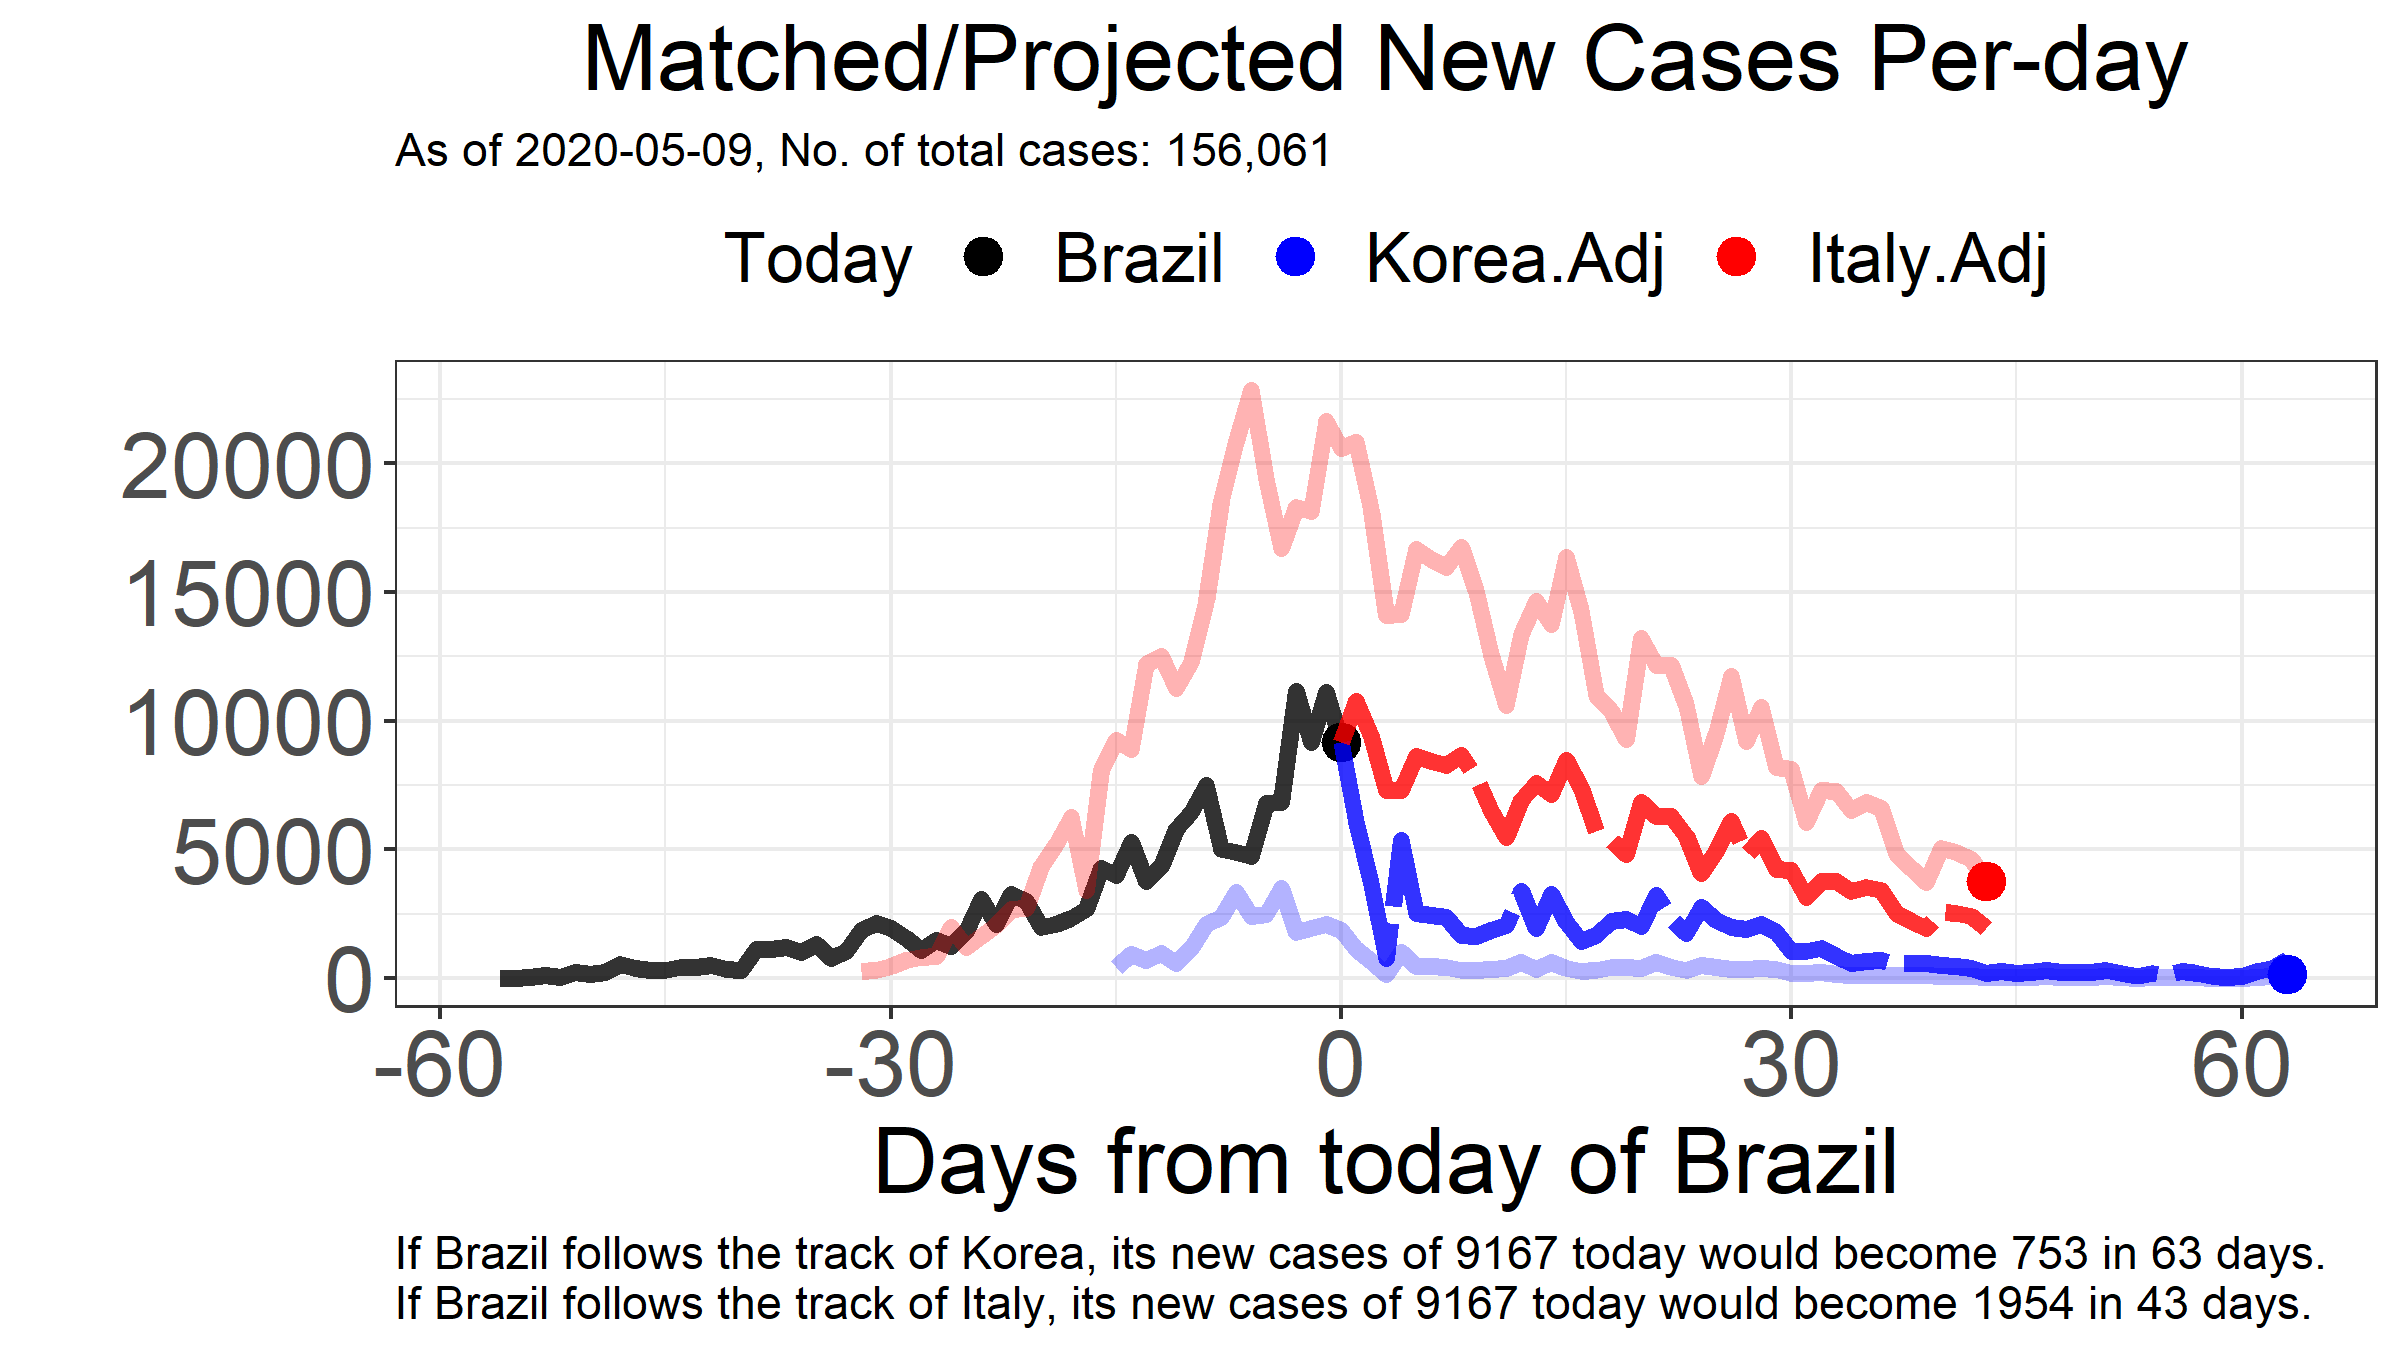 Matched/Projected New Cases Per-day
As of 2020-05-09, No. of total cases: 156,061
Today Brazil Korea.Adj Italy.Adj
20000
15000
10000
5000
0
-60 -30 0 30 60
Days from today of Brazil
If Brazil follows the track of Korea, its new cases of 9167 today would become 753 in 63 days.
If Brazil follows the track of Italy, its new cases of 9167 today would become 1954 in 43 days.